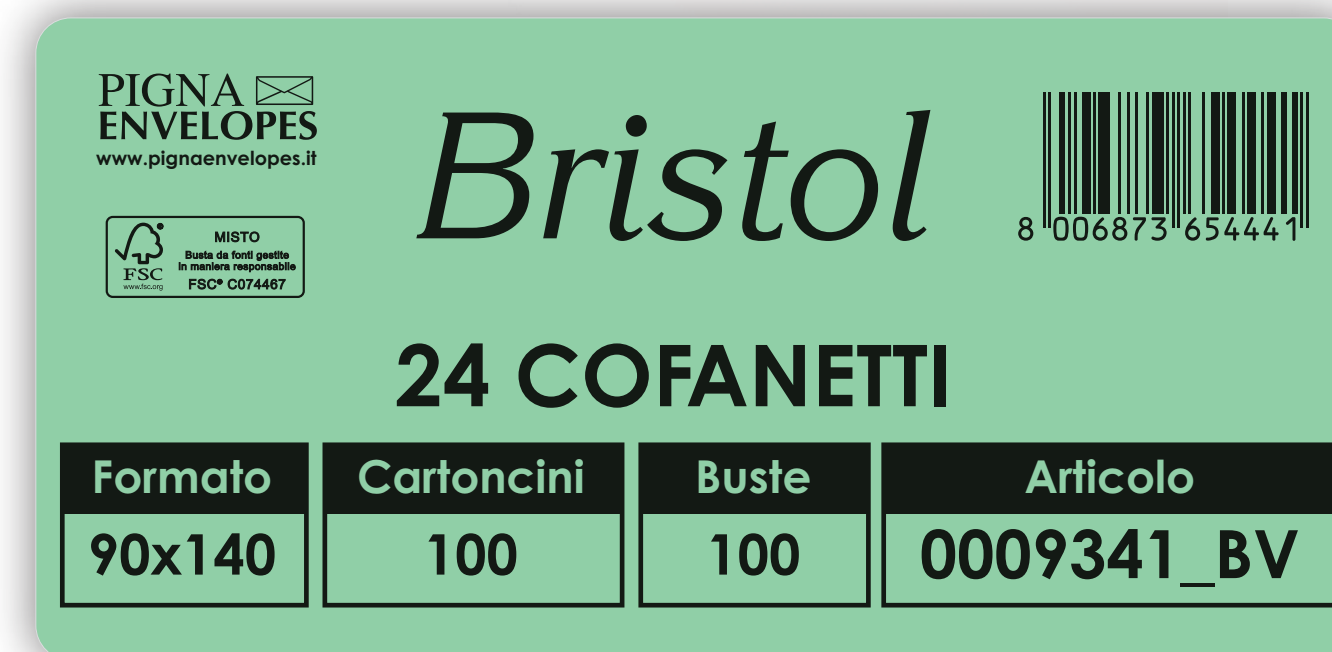 PIGNA
ENVELOPES
www.pignaenvelopes.it
Bristol
8 006873 654441
FSC
www.fsc.org
MISTO
Busta da fonti gestite
in maniera responsabile
FSC® C074467
24 COFANETTI
Formato Cartoncini Buste Articolo
90x140 100 100 0009341_BV